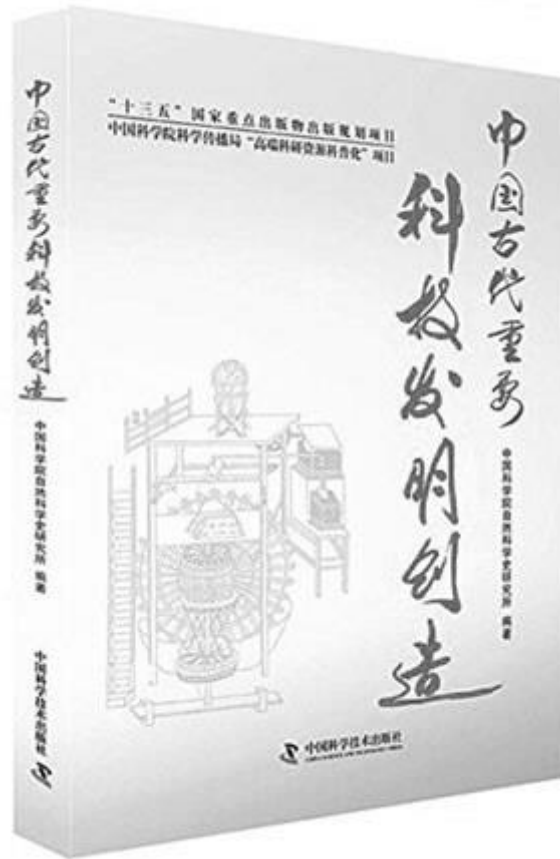 中国古代重要科技发明创造
中国科学院自然科学史研究所 编著
中国科学技术出版社
“十三五”国家重点出版物出版规划项目
中国科学院科学传播局“高端科研资源科普化”项目
中国古代重要
科技发明创造
中国科学院自然科学史研究所 编著
中国科学技术出版社
CHINA SCIENCE AND TECHNOLOGY PRESS